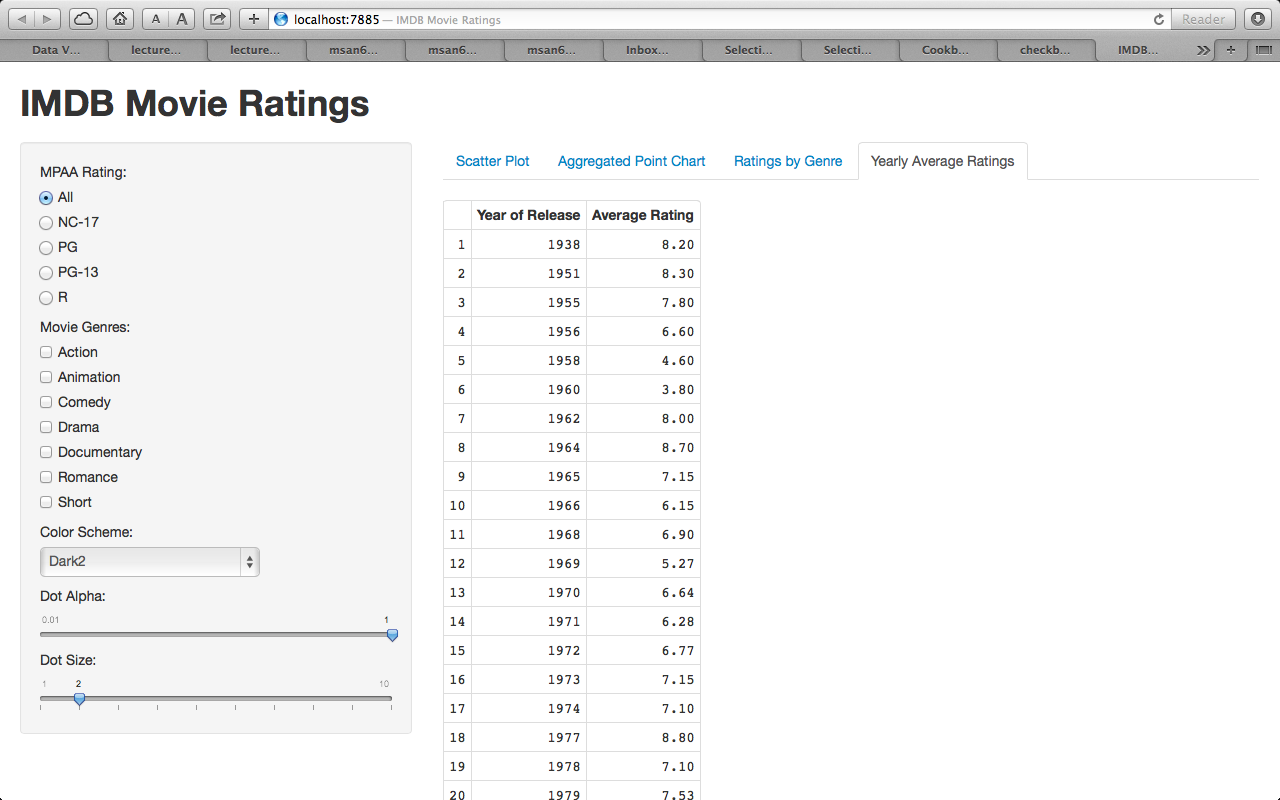 localhost:7885 — IMDB Movie Ratings
Reader
A A
Data V... lecture... lecture... msan6... msan6... msan6... Inbox... Selecti... Selecti... Cookb... checkb... IMDB...
IMDB Movie Ratings
MPAA Rating:
All
NC-17
PG
PG-13
R
Movie Genres:
Action
Animation
Comedy
Drama
Documentary
Romance
Short
Color Scheme:
Dark2
Dot Alpha:
0.01 1
Dot Size:
1 2 10
Scatter Plot Aggregated Point Chart Ratings by Genre Yearly Average Ratings
Year of Release Average Rating
1 1938 8.20
2 1951 8.30
3 1955 7.80
4 1956 6.60
5 1958 4.60
6 1960 3.80
7 1962 8.00
8 1964 8.70
9 1965 7.15
10 1966 6.15
11 1968 6.90
12 1969 5.27
13 1970 6.64
14 1971 6.28
15 1972 6.77
16 1973 7.15
17 1974 7.10
18 1977 8.80
19 1978 7.10
20 1979 7.53